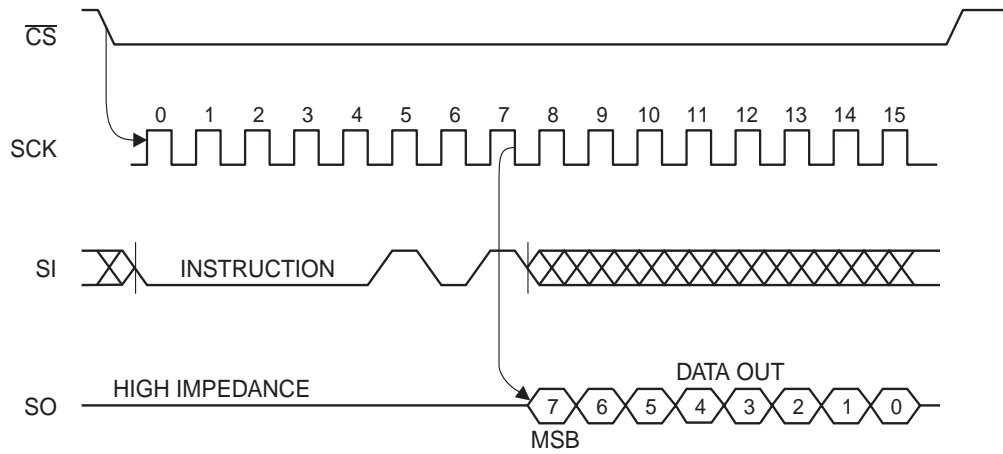 CS
0 1 2 3 4 5 6 7 8 9 10 11 12 13 14 15
SCK
SI INSTRUCTION
HIGH IMPEDANCE DATA OUT
SO 7 6 5 4 3 2 1 0
MSB